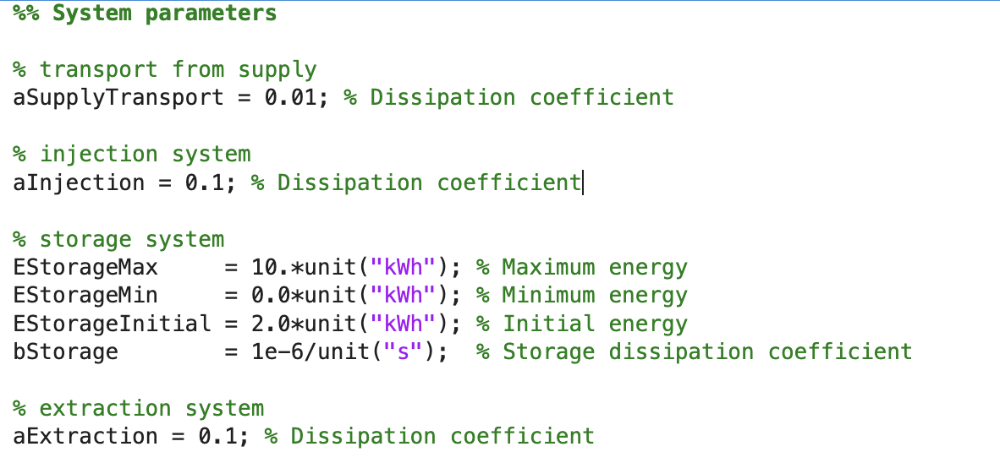 %% System parameters
% transport from supply
aSupplyTransport = 0.01; % Dissipation coefficient
% injection system
aInjection = 0.1; % Dissipation coefficient
% storage system
EStorageMax     = 10.*unit("kWh"); % Maximum energy
EStorageMin     = 0.0*unit("kWh"); % Minimum energy
EStorageInitial = 2.0*unit("kWh"); % Initial energy
bStorage        = 1e-6/unit("s");  % Storage dissipation coefficient
% extraction system
aExtraction = 0.1; % Dissipation coefficient